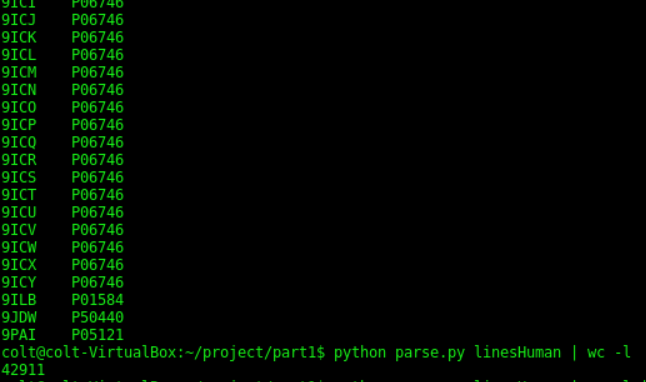 9ICI    P06746
9ICJ    P06746
9ICK    P06746
9ICL    P06746
9ICM    P06746
9ICN    P06746
9ICO    P06746
9ICP    P06746
9ICQ    P06746
9ICR    P06746
9ICS    P06746
9ICT    P06746
9ICU    P06746
9ICV    P06746
9ICW    P06746
9ICX    P06746
9ICY    P06746
9ILB    P01584
9JDW    P50440
9PAI    P05121
colt@colt-VirtualBox:~/project/part1$ python parse.py linesHuman | wc -l
42911